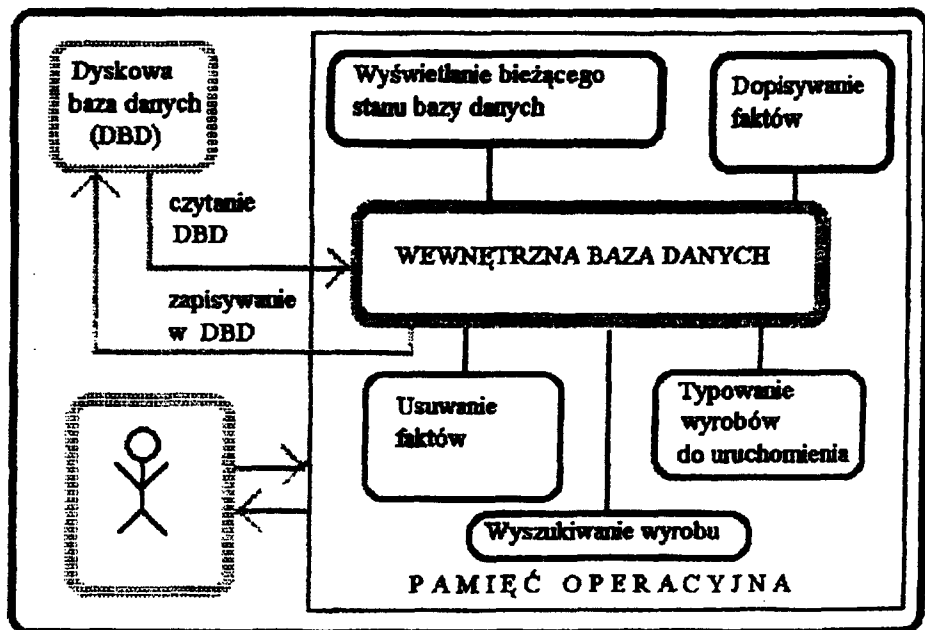 Dyskowa
baza danych
(DBD)
Wyświetlanie bieżącego
stanu bazy danych
Dopisywanie
faktów
czytanie
DBD
WEWNĘTRZNA BAZA DANYCH
zapisywanie
w DBD
Usuwanie
faktów
Typowanie
wyrobów
do uruchomienia
Wyszukiwanie wyrobu
PAMIĘĆ OPERACYJNA